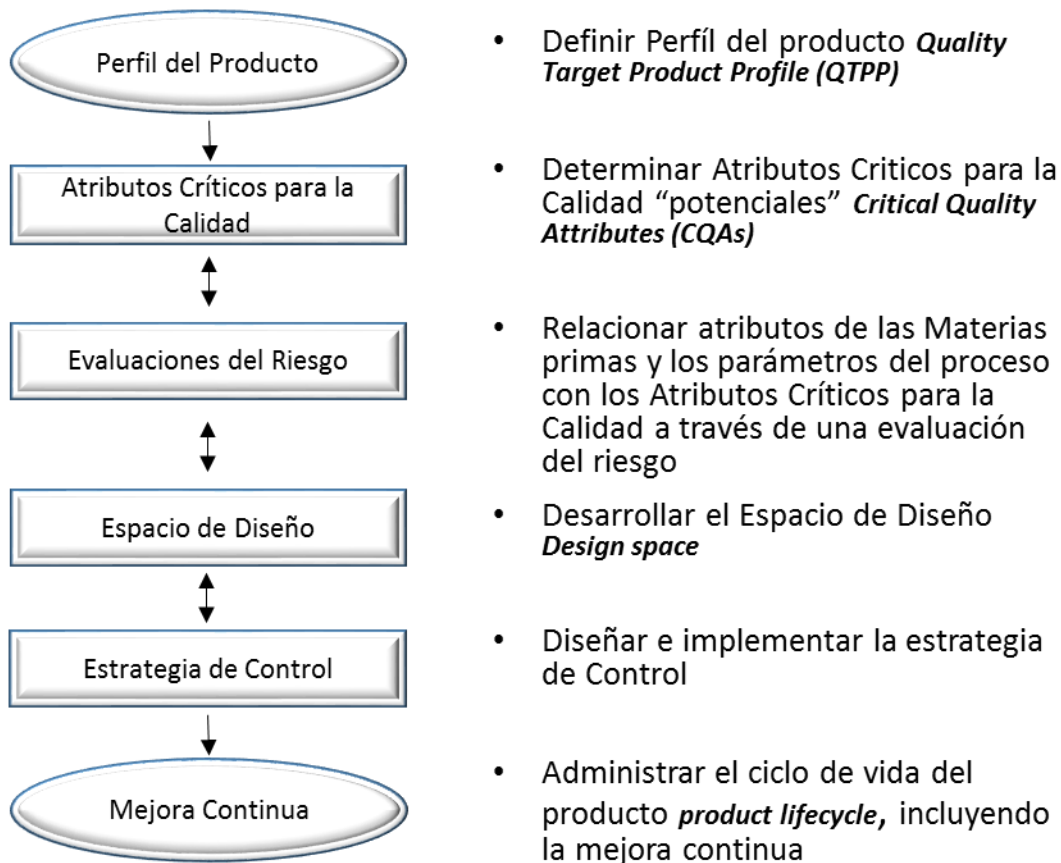 Perfil del Producto
• Definir Perfíl del producto Quality
Target Product Profile (QTPP)
Atributos Críticos para la
Calidad
• Determinar Atributos Criticos para la
Calidad “potenciales” Critical Quality
Attributes (CQAs)
Evaluaciones del Riesgo
• Relacionar atributos de las Materias
primas y los parámetros del proceso
con los Atributos Críticos para la
Calidad a través de una evaluación
del riesgo
Espacio de Diseño
• Desarrollar el Espacio de Diseño
Design space
Estrategia de Control
• Diseñar e implementar la estrategia
de Control
Mejora Continua
• Administrar el ciclo de vida del
producto product lifecycle, incluyendo
la mejora continua